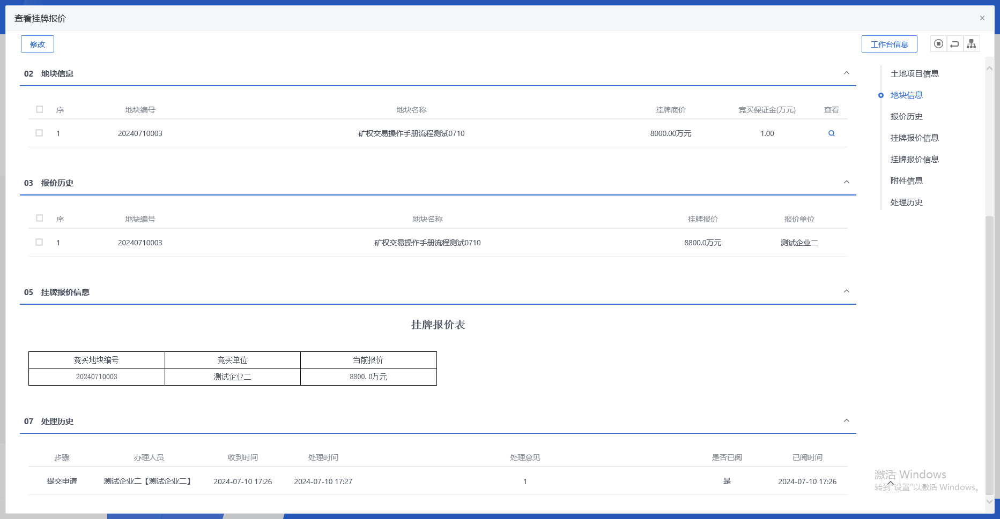 查看挂牌报价
修改
工作台信息
02 地块信息
序 地块编号 地块名称 挂牌底价 竞买保证金(万元) 查看
1 20240710003 矿权交易操作手册流程测试0710 8000.00万元 1.00
03 报价历史
序 地块编号 地块名称 挂牌报价 报价单位
1 20240710003 矿权交易操作手册流程测试0710 8800.0万元 测试企业二
05 挂牌报价信息
挂牌报价表
竞买地块编号 竞买单位 当前报价
20240710003 测试企业二 8800.0万元
07 处理历史
步骤 办理人员 收到时间 处理时间 处理意见 是否已阅 已阅时间
提交申请 测试企业二【测试企业二】 2024-07-10 17:26 2024-07-10 17:27 1 是 2024-07-10 17:26
土地项目信息
地块信息
报价历史
挂牌报价信息
挂牌报价信息
附件信息
处理历史
激活 Windows
转到"设置"以激活 Windows。